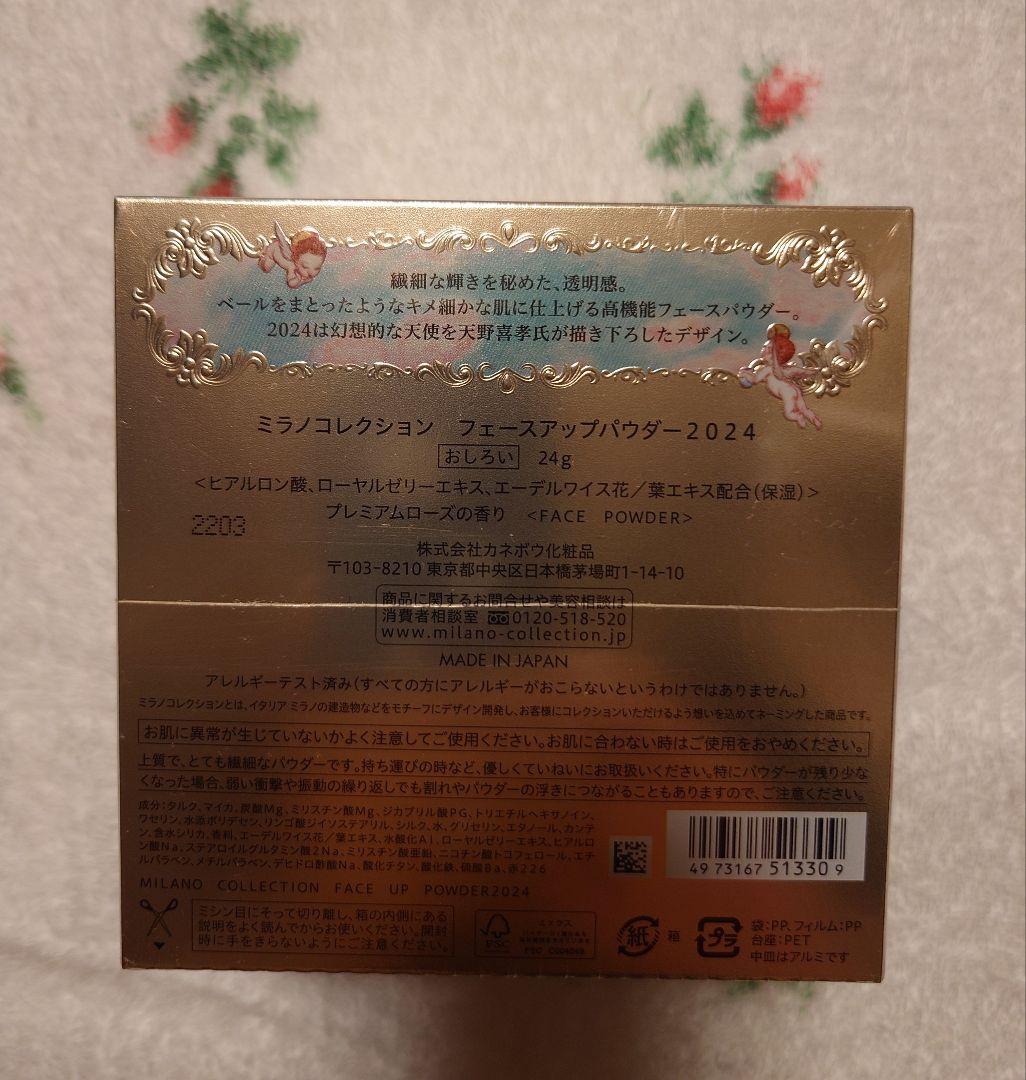 繊細な輝きを秘めた、透明感。
ベールをまとったようなキメ細かな肌に仕上げる高機能フェースパウダー。
2024は幻想的な天使を天野喜孝氏が描き下ろしたデザイン。
ミラノコレクション　フェースアップパウダー2024
おしろい　24g
<ヒアルロン酸、ローヤルゼリーエキス、エーデルワイス花／葉エキス配合(保湿)>
プレミアムローズの香り　<FACE　POWDER>
2203
株式会社カネボウ化粧品
〒103-8210 東京都中央区日本橋茅場町1-14-10
商品に関するお問合せや美容相談は
消費者相談室 0120-518-520
www.milano-collection.jp
MADE IN JAPAN
アレルギーテスト済み(すべての方にアレルギーがおこらないというわけではありません。)
ミラノコレクションとは、イタリア ミラノの建造物などをモチーフにデザイン開発し、お客様にコレクションいただけるよう想いを込めてネーミングした商品です。
お肌に異常が生じていないかよく注意してご使用ください。お肌に合わない時はご使用をおやめください。
上質で、とても繊細なパウダーです。持ち運びの時など、優しくていねいにお取扱いください。特にパウダーが残り少な
くなった場合、弱い衝撃や振動の繰り返しでも割れやパウダーの浮きにつながることもありますので、ご注意ください。
成分：タルク、マイカ、炭酸Mg、ミリスチン酸Mg、ジカプリル酸PG、トリエチルヘキサノイン、
ワセリン、水添ポリデセン、リンゴ酸ジイソステアリル、シルク、水、グリセリン、エタノール、カンテ
ン、含水シリカ、香料、エーデルワイス花／葉エキス、水酸化Al、ローヤルゼリーエキス、ヒアルロ
ン酸Na、ステアロイルグルタミン酸2Na、ミリスチン酸亜鉛、ニコチン酸トコフェロール、エチ
ルパラベン、メチルパラベン、デヒドロ酢酸Na、酸化チタン、酸化鉄、硫酸Ba、赤226
4973167 513309
MILANO　COLLECTION　FACE　UP　POWDER2024
ミシン目にそって切り離し、箱の内側にある
説明をよく読んでからお使いください。開封
時に手をきらないようにご注意ください。
FSC
ミックス
FSC C004049
紙 箱
プラ
袋:PP、フィルム:PP
台座:PET
中皿はアルミです